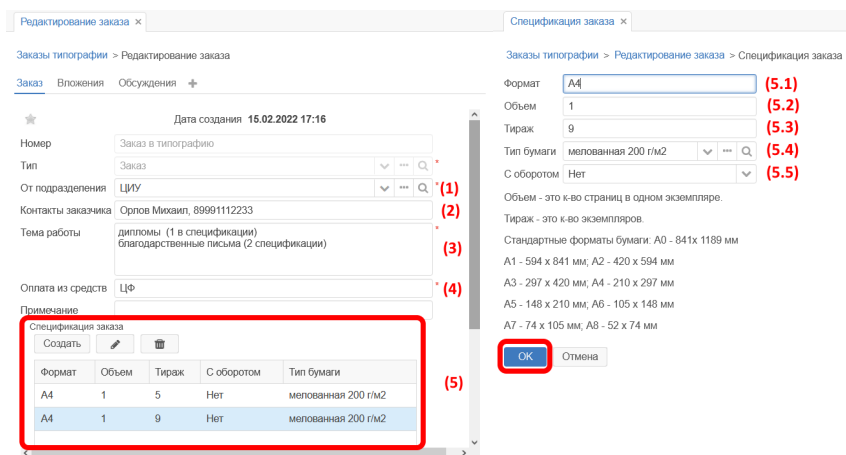 Редактирование заказа ×
Заказы типографии > Редактирование заказа
Заказ Вложения Обсуждения +
Дата создания 15.02.2022 17:16
Номер Заказ в типографию
Тип Заказ *
От подразделения ЦИУ * (1)
Контакты заказчика Орлов Михаил, 89991112233 (2)
Тема работы дипломы (1 в спецификации) *
благодарственные письма (2 спецификации) (3)
Оплата из средств ЦФ * (4)
Примечание
Спецификация заказа
Создать
Формат Объем Тираж С оборотом Тип бумаги
(5)
A4 1 5 Нет мелованная 200 г/м2
A4 1 9 Нет мелованная 200 г/м2
Спецификация заказа ×
Заказы типографии > Редактирование заказа > Спецификация заказа
Формат A4 (5.1)
Объем 1 (5.2)
Тираж 9 (5.3)
Тип бумаги мелованная 200 г/м2 (5.4)
С оборотом Нет (5.5)
Объем - это к-во страниц в одном экземпляре.
Тираж - это к-во экземпляров.
Стандартные форматы бумаги: A0 - 841x 1189 мм
A1 - 594 x 841 мм; A2 - 420 x 594 мм
A3 - 297 x 420 мм; A4 - 210 x 297 мм
A5 - 148 x 210 мм; A6 - 105 x 148 мм
A7 - 74 x 105 мм; A8 - 52 x 74 мм
OK Отмена